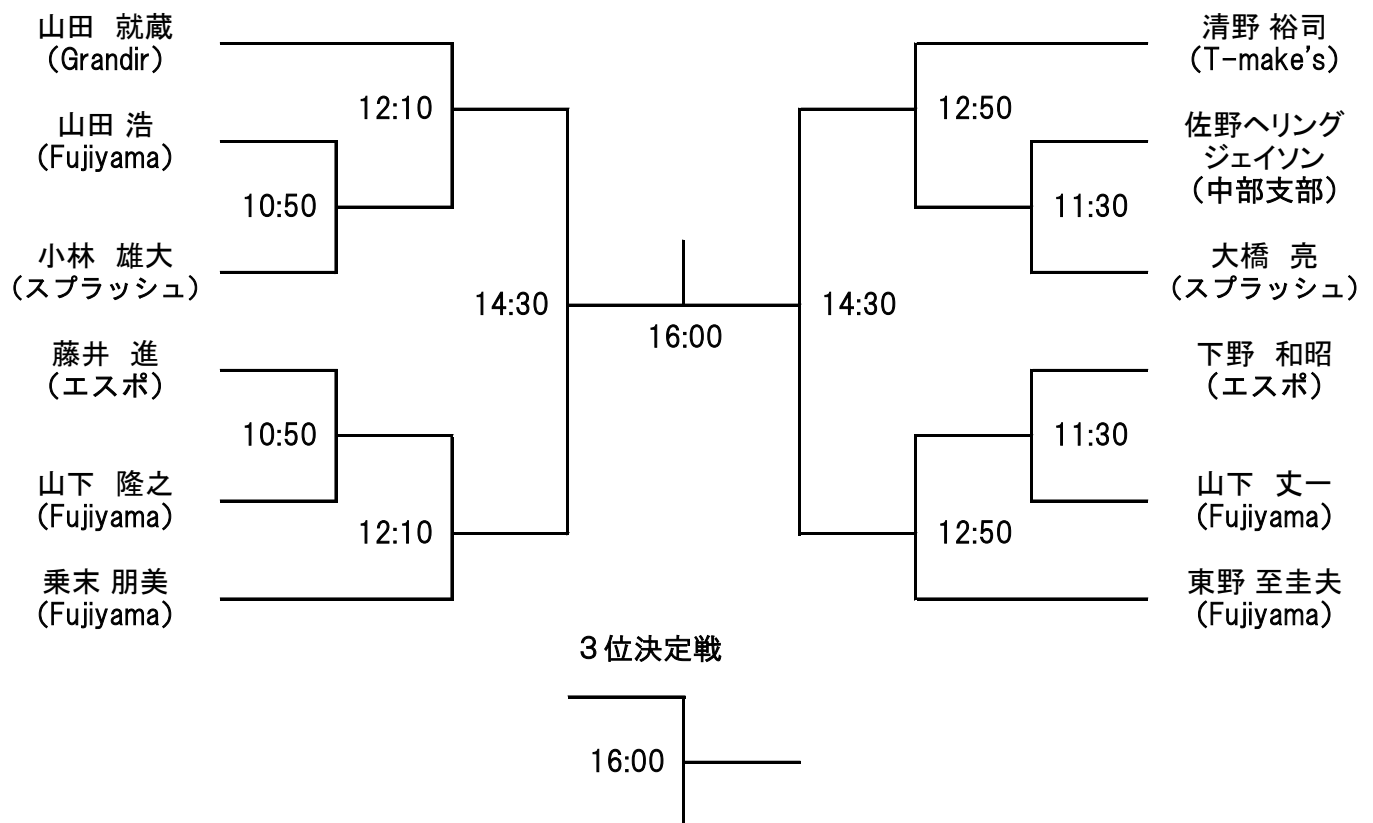 山田 就蔵
(Grandir)
12:10
山田 浩
(Fujiyama)
10:50
小林 雄大
(スプラッシュ)
14:30
藤井 進
(エスポ)
10:50
山下 隆之
(Fujiyama)
12:10
乗末 朋美
(Fujiyama)
16:00
清野 裕司
(T-make's)
12:50
佐野ヘリング
ジェイソン
(中部支部)
11:30
大橋 亮
(スプラッシュ)
14:30
下野 和昭
(エスポ)
11:30
山下 丈一
(Fujiyama)
12:50
東野 至圭夫
(Fujiyama)
３位決定戦
16:00